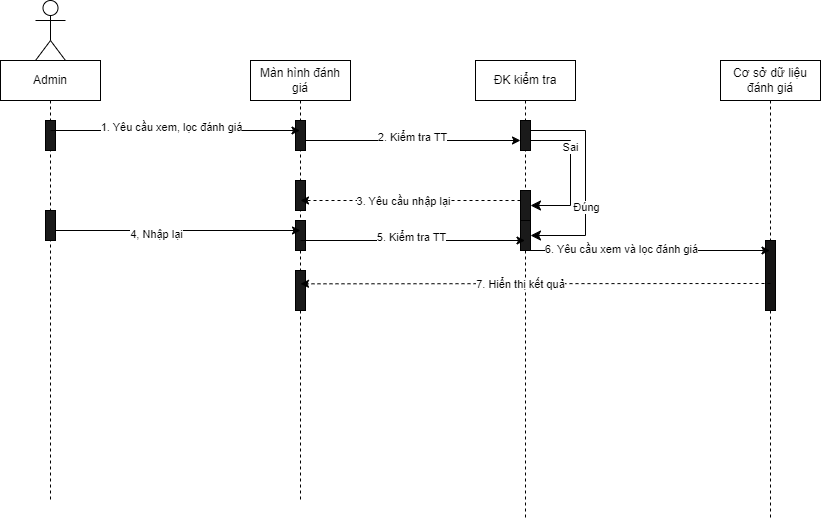 Admin
Màn hình đánh
giá
ĐK kiểm tra
Cơ sở dữ liệu
đánh giá
1. Yêu cầu xem, lọc đánh giá
2. Kiểm tra TT
Sai
3. Yêu cầu nhập lại
Đúng
4, Nhập lại
5. Kiểm tra TT
6. Yêu cầu xem và lọc đánh giá
7. Hiển thị kết quả